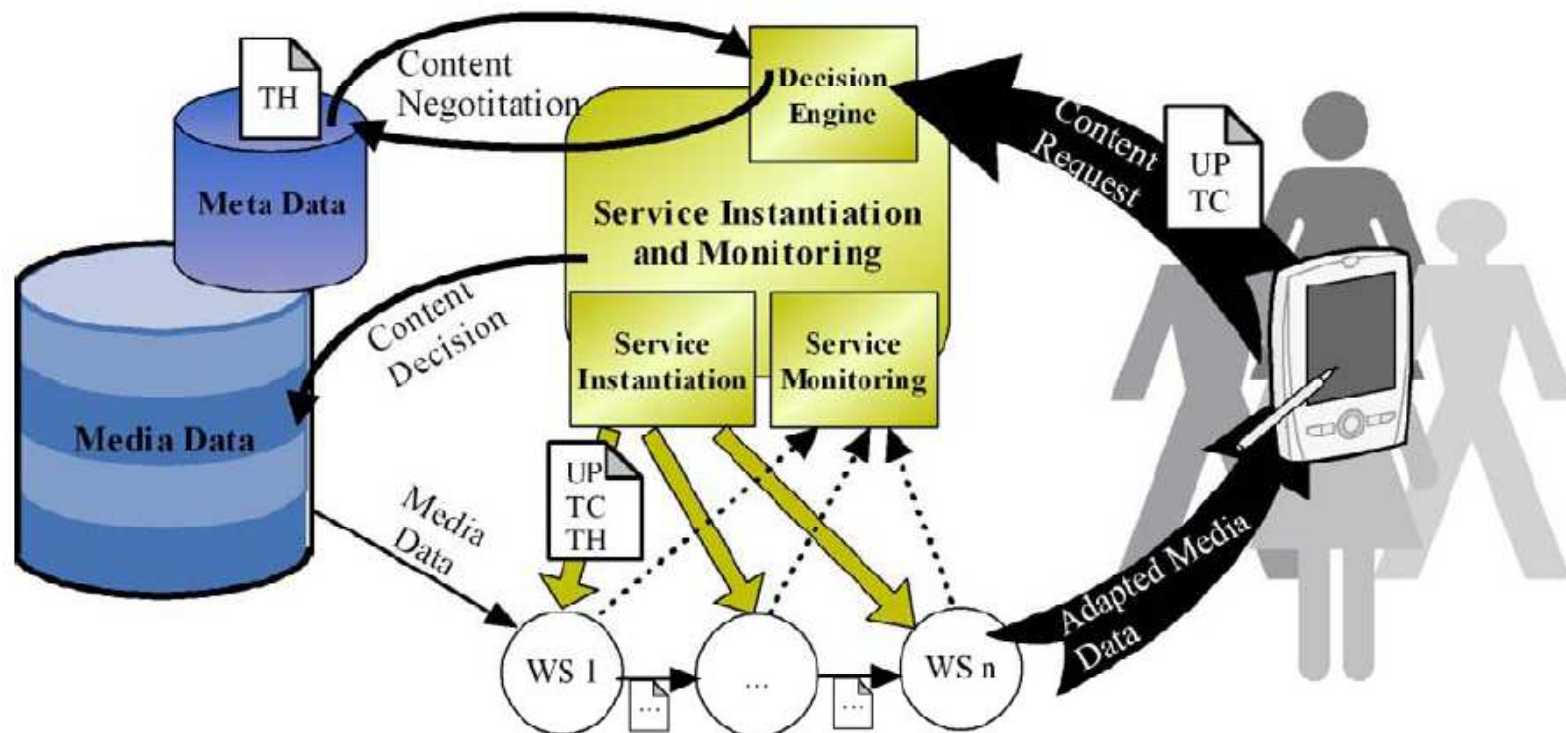 TH
Content
Negotitation
Decision
Engine
Content
Request
UP
TC
Meta Data
Service Instantiation
and Monitoring
Content
Decision
Service
Instantiation
Service
Monitoring
Media Data
UP
TC
TH
Media
Data
Adapted Media
Data
WS 1
...
WS n
...
...